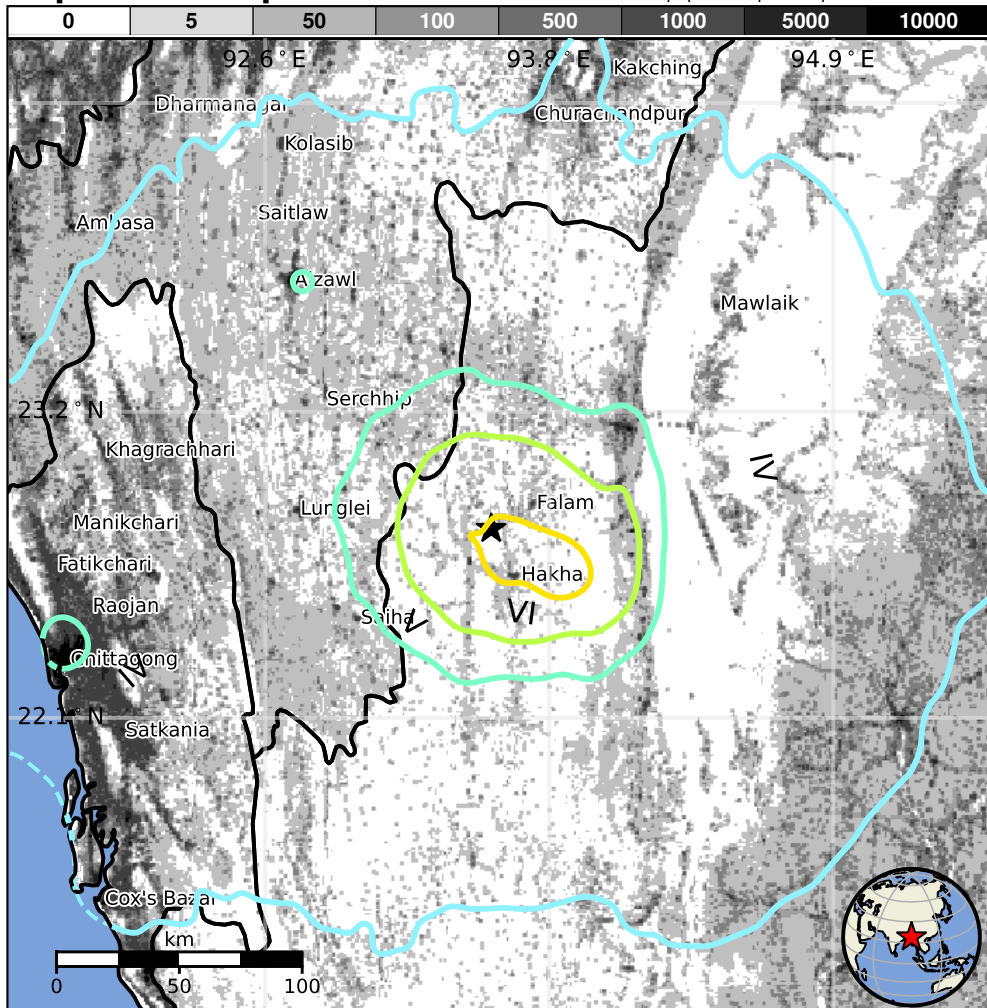 0 5 50 100 500 1000 5000 10000
92.6°E 93.8°E 94.9°E
Kakching
Dharmanagar
Churachandpur
Kolasib
Saitlaw
Ambasa
Aizawl
Mawlaik
Serchhip
23.2°N
Khagrachhari
IV
Lunglei
Falam
Manikchari
Fatikchari
Hakha
Raojan
VI
Saiha
V
Chittagong
IV
22.1°N
Satkania
Cox's Bazar
km
0 50 100